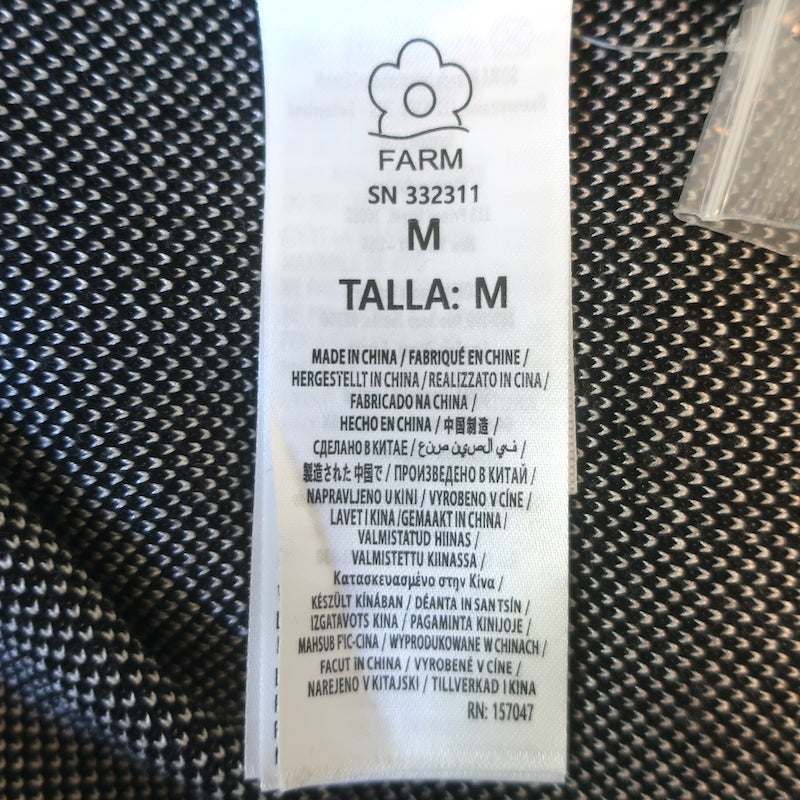 FARM
SN 332311
M
TALLA: M
MADE IN CHINA / FABRIQUÉ EN CHINE /
HERGESTELLT IN CHINA / REALIZZATO IN CINA /
FABRICADO NA CHINA /
HECHO EN CHINA / 中国制造 /
СДЕЛАНО В КИТАЕ / في الصين صنع /
製造された 中国で / ПРОИЗВЕДЕНО В КИТАЙ /
NAPRAVLJENO U KINI / VYROBENO V CÍNE /
LAVET I KINA /GEMAAKT IN CHINA /
VALMISTATUD HIINAS /
VALMISTETTU KIINASSA /
Κατασκευασμένο στην Κίνα /
KÉSZÜLT KÍNÁBAN / DÉANTA IN SAN TSÍN /
IZGATAVOTS KINA / PAGAMINTA KINIJOJE /
MAHSUB F'IC-CINA / WYPRODUKOWANE W CHINACH /
FACUT IN CHINA / VYROBENÉ V CÍNE /
NAREJENO V KITAJSKI / TILLVERKAD I KINA
RN: 157047